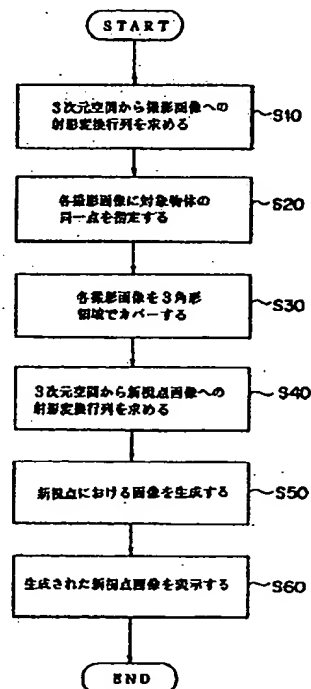 START
3次元空間から撮影画像への
射影変換行列を求める
S10
各撮影画像に対象物体の
同一点を指定する
S20
各撮影画像を3角形
領域でカバーする
S30
3次元空間から新視点画像への
射影変換行列を求める
S40
新視点における画像を生成する
S50
生成された新視点画像を表示する
S60
END